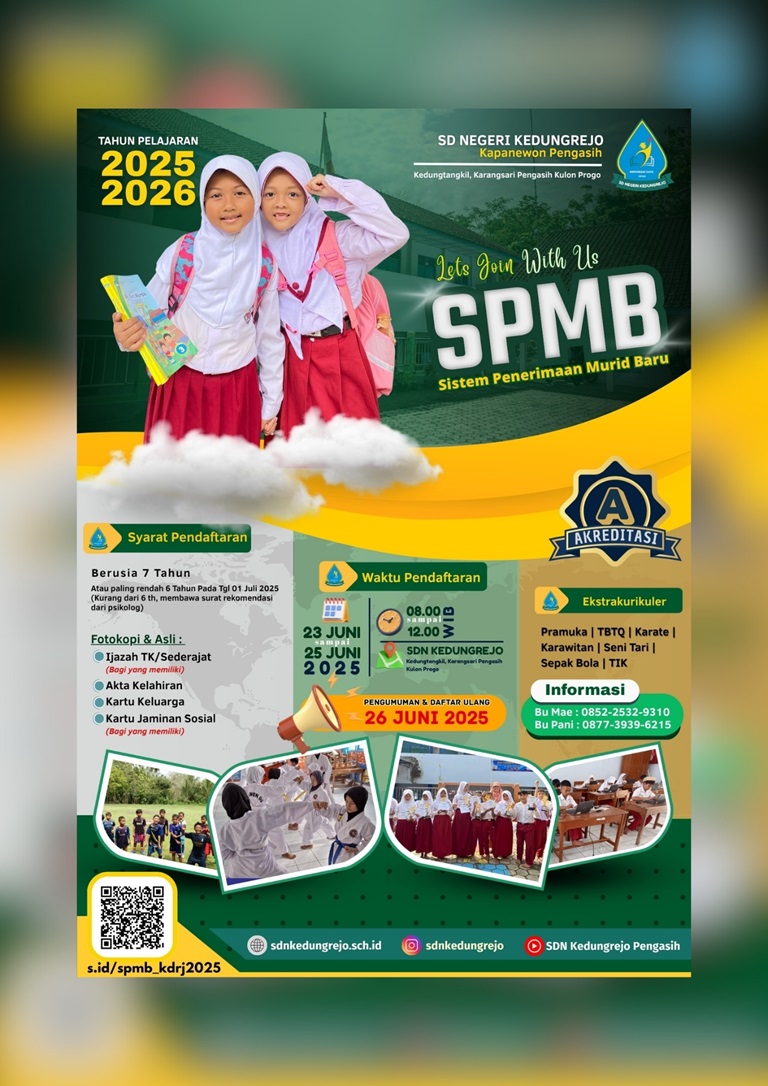 TAHUN PELAJARAN
2025
2026
SD NEGERI KEDUNGREJO
Kapanewon Pengasih
Kedungtangkil, Karangsari Pengasih Kulon Progo
SD NEGERI KEDUNGREJO
Lets Join With Us
SPMB
Sistem Penerimaan Murid Baru
A
AKREDITASI
Syarat Pendaftaran
Berusia 7 Tahun
Atau paling rendah 6 Tahun Pada Tgl 01 Juli 2025
(Kurang dari 6 th, membawa surat rekomendasi
dari psikolog)
Fotokopi & Asli :
Ijazah TK/Sederajat
(Bagi yang memiliki)
Akta Kelahiran
Kartu Keluarga
Kartu Jaminan Sosial
(Bagi yang memiliki)
Waktu Pendaftaran
23 JUNI
sampai
25 JUNI
2025
08.00
sampai
12.00
WIB
SDN KEDUNGREJO
Kedungtangkil, Karangsari Pengasih
Kulon Progo
PENGUMUMAN & DAFTAR ULANG
26 JUNI 2025
Ekstrakurikuler
Pramuka | TBTQ | Karate |
Karawitan | Seni Tari |
Sepak Bola | TIK
Informasi
Bu Mae : 0852-2532-9310
Bu Pani : 0877-3939-6215
s.id/spmb_kdrj2025
sdnkedungrejo.sch.id
sdnkedungrejo
SDN Kedungrejo Pengasih